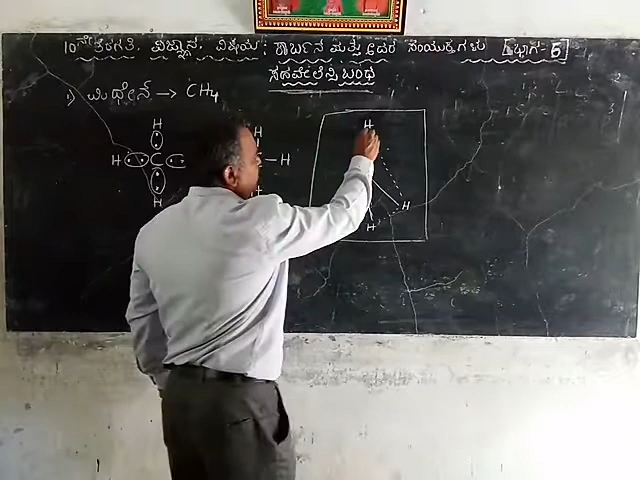 10ನೇ ತರಗತಿ. ವಿಜ್ಞಾನ. ವಿಷಯ : ಕಾರ್ಬನ ಮತ್ತು ಅದರ ಸಂಯುಕ್ತಗಳು [ಭಾಗ-5]
ಸಹವೇಲೆನ್ಸಿ ಬಂಧ
1) ಮಿಥೇನ್ → CH4
H H H
H C – H
H
H H